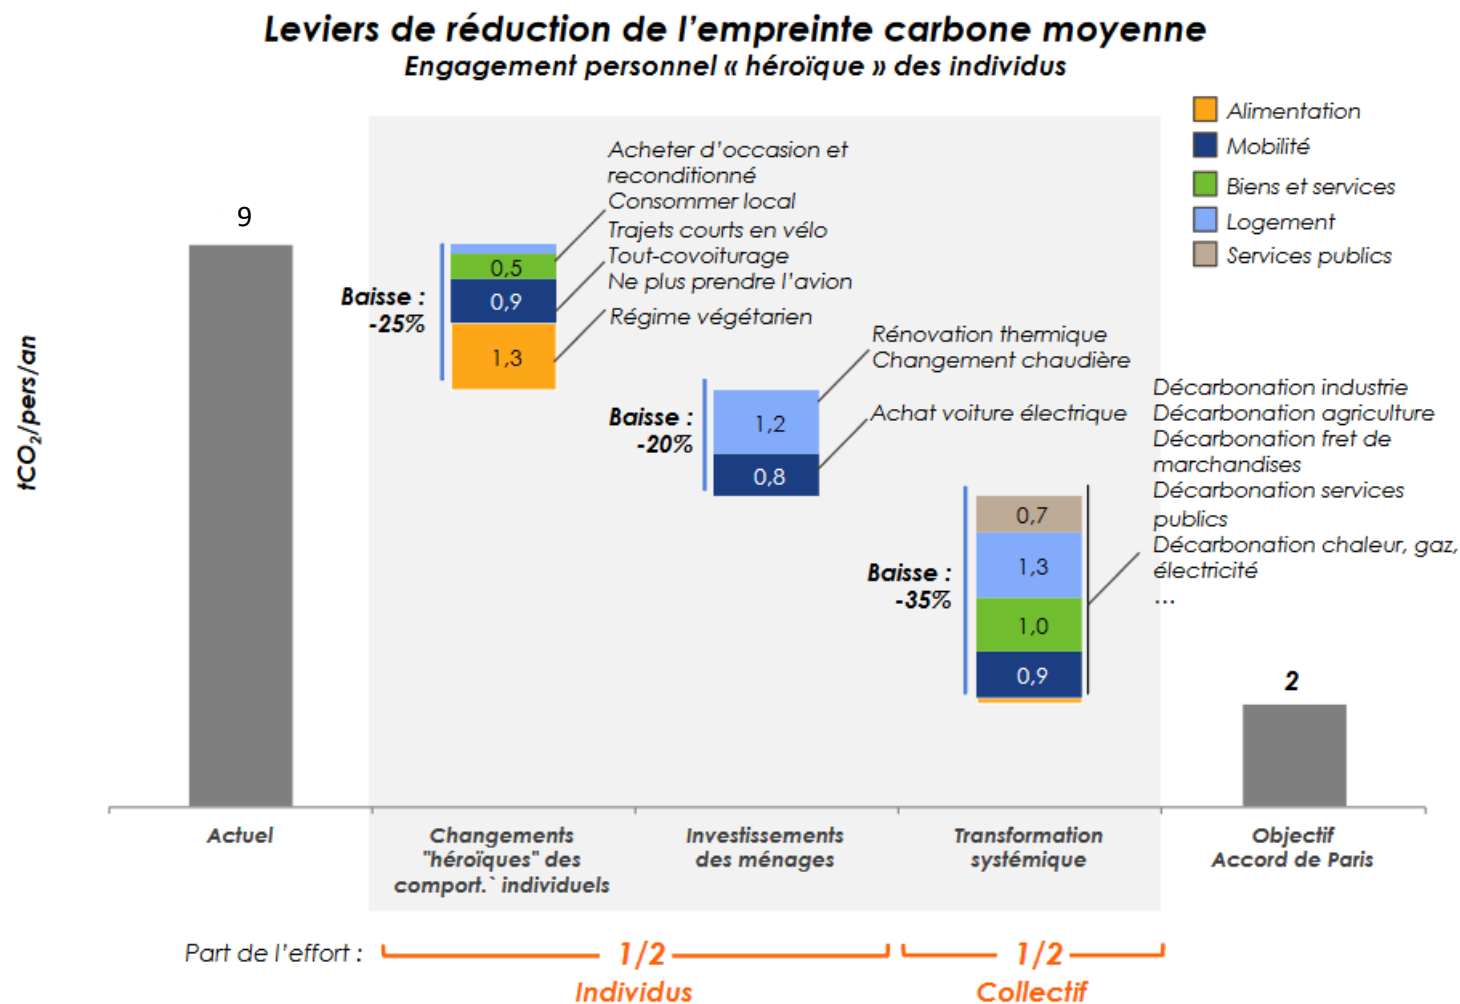 Leviers de réduction de l'empreinte carbone moyenne
Engagement personnel « héroïque » des individus
Alimentation
Mobilité
Biens et services
Logement
Services publics
tCO₂/pers/an
9
Baisse :
-25%
0,5
0,9
1,3
Acheter d'occasion et
reconditionné
Consommer local
Trajets courts en vélo
Tout-covoiturage
Ne plus prendre l'avion
Régime végétarien
Baisse :
-20%
1,2
0,8
Rénovation thermique
Changement chaudière
Achat voiture électrique
Baisse :
-35%
0,7
1,3
1,0
0,9
Décarbonation industrie
Décarbonation agriculture
Décarbonation fret de
marchandises
Décarbonation services
publics
Décarbonation chaleur, gaz,
électricité
...
2
Actuel
Changements
"héroïques" des
comport.` individuels
Investissements
des ménages
Transformation
systémique
Objectif
Accord de Paris
Part de l'effort :
1/2
Individus
1/2
Collectif